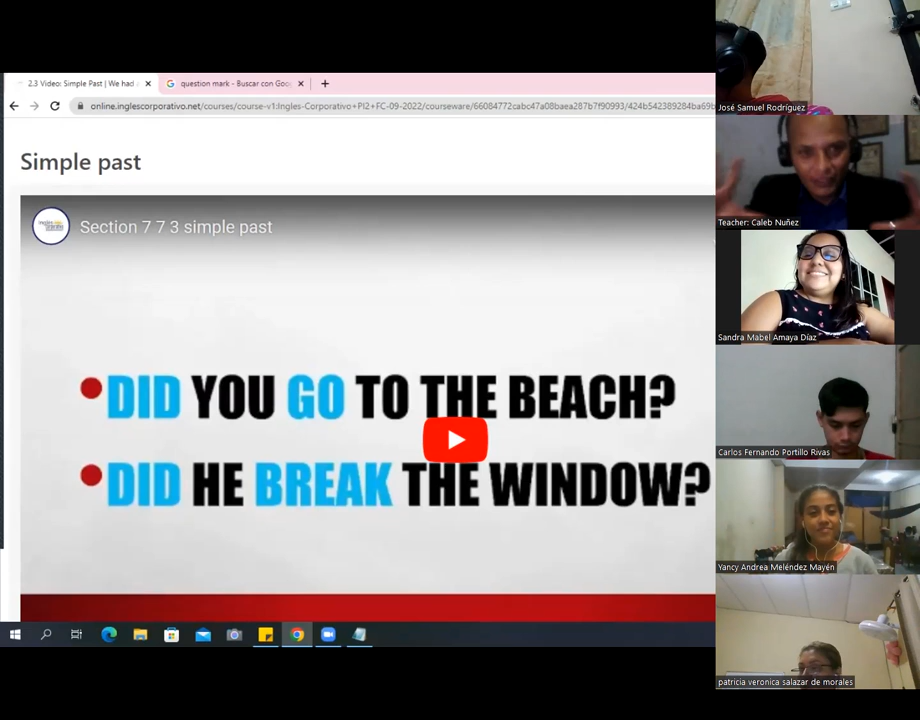 2.3 Video: Simple Past | We had
question mark - Buscar con Goo
online.inglescorporativo.net/courses/course-v1:Ingles-Corporativo+PI2+FC-09-2022/courseware/66084772cabc47a08baea287b7f90993/424b542389284ba69b
Simple past
Section 7 7 3 simple past
•DID YOU GO TO THE BEACH?
•DID HE BREAK THE WINDOW?
José Samuel Rodríguez
Teacher: Caleb Nuñez
Sandra Mabel Amaya Díaz
Carlos Fernando Portillo Rivas
Yancy Andrea Meléndez Mayén
patricia veronica salazar de morales